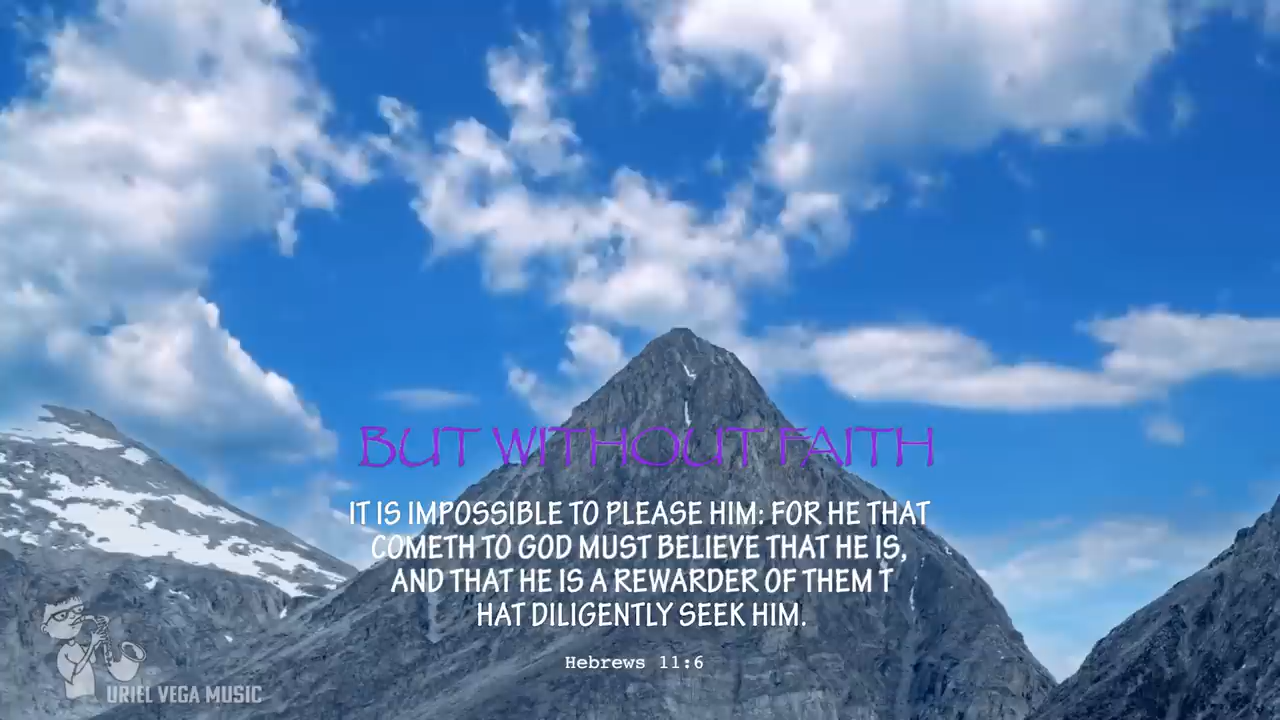 BUT WITHOUT FAITH
IT IS IMPOSSIBLE TO PLEASE HIM: FOR HE THAT
COMETH TO GOD MUST BELIEVE THAT HE IS,
AND THAT HE IS A REWARDER OF THEM T
HAT DILIGENTLY SEEK HIM.
Hebrews 11:6
URIEL VEGA MUSIC